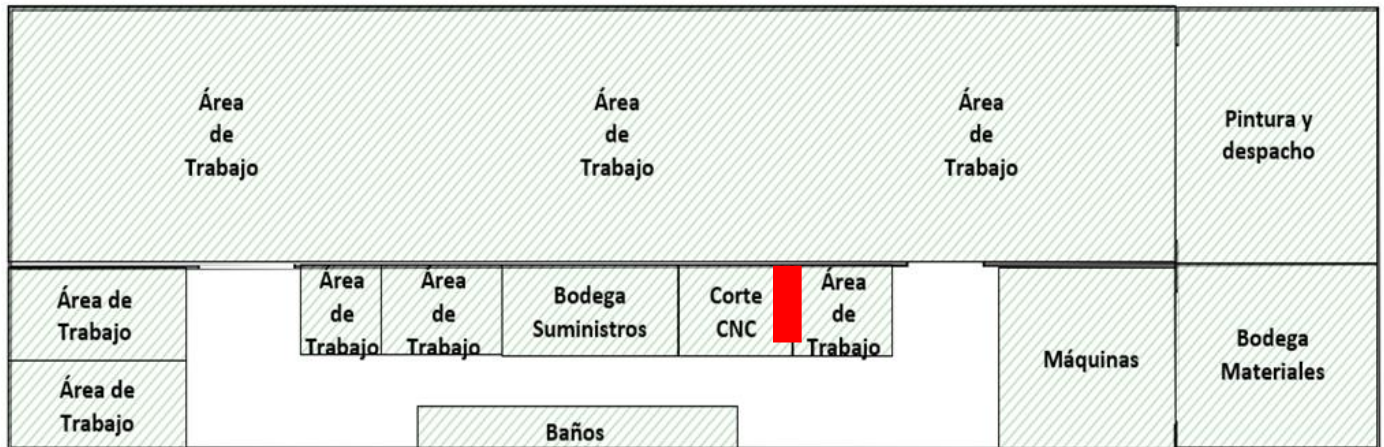 Área
de
Trabajo
Área
de
Trabajo
Área
de
Trabajo
Pintura y
despacho
Área de
Trabajo
Área
de
Trabajo
Área
de
Trabajo
Bodega
Suministros
Corte
CNC
Área
de
Trabajo
Máquinas
Bodega
Materiales
Área de
Trabajo
Baños